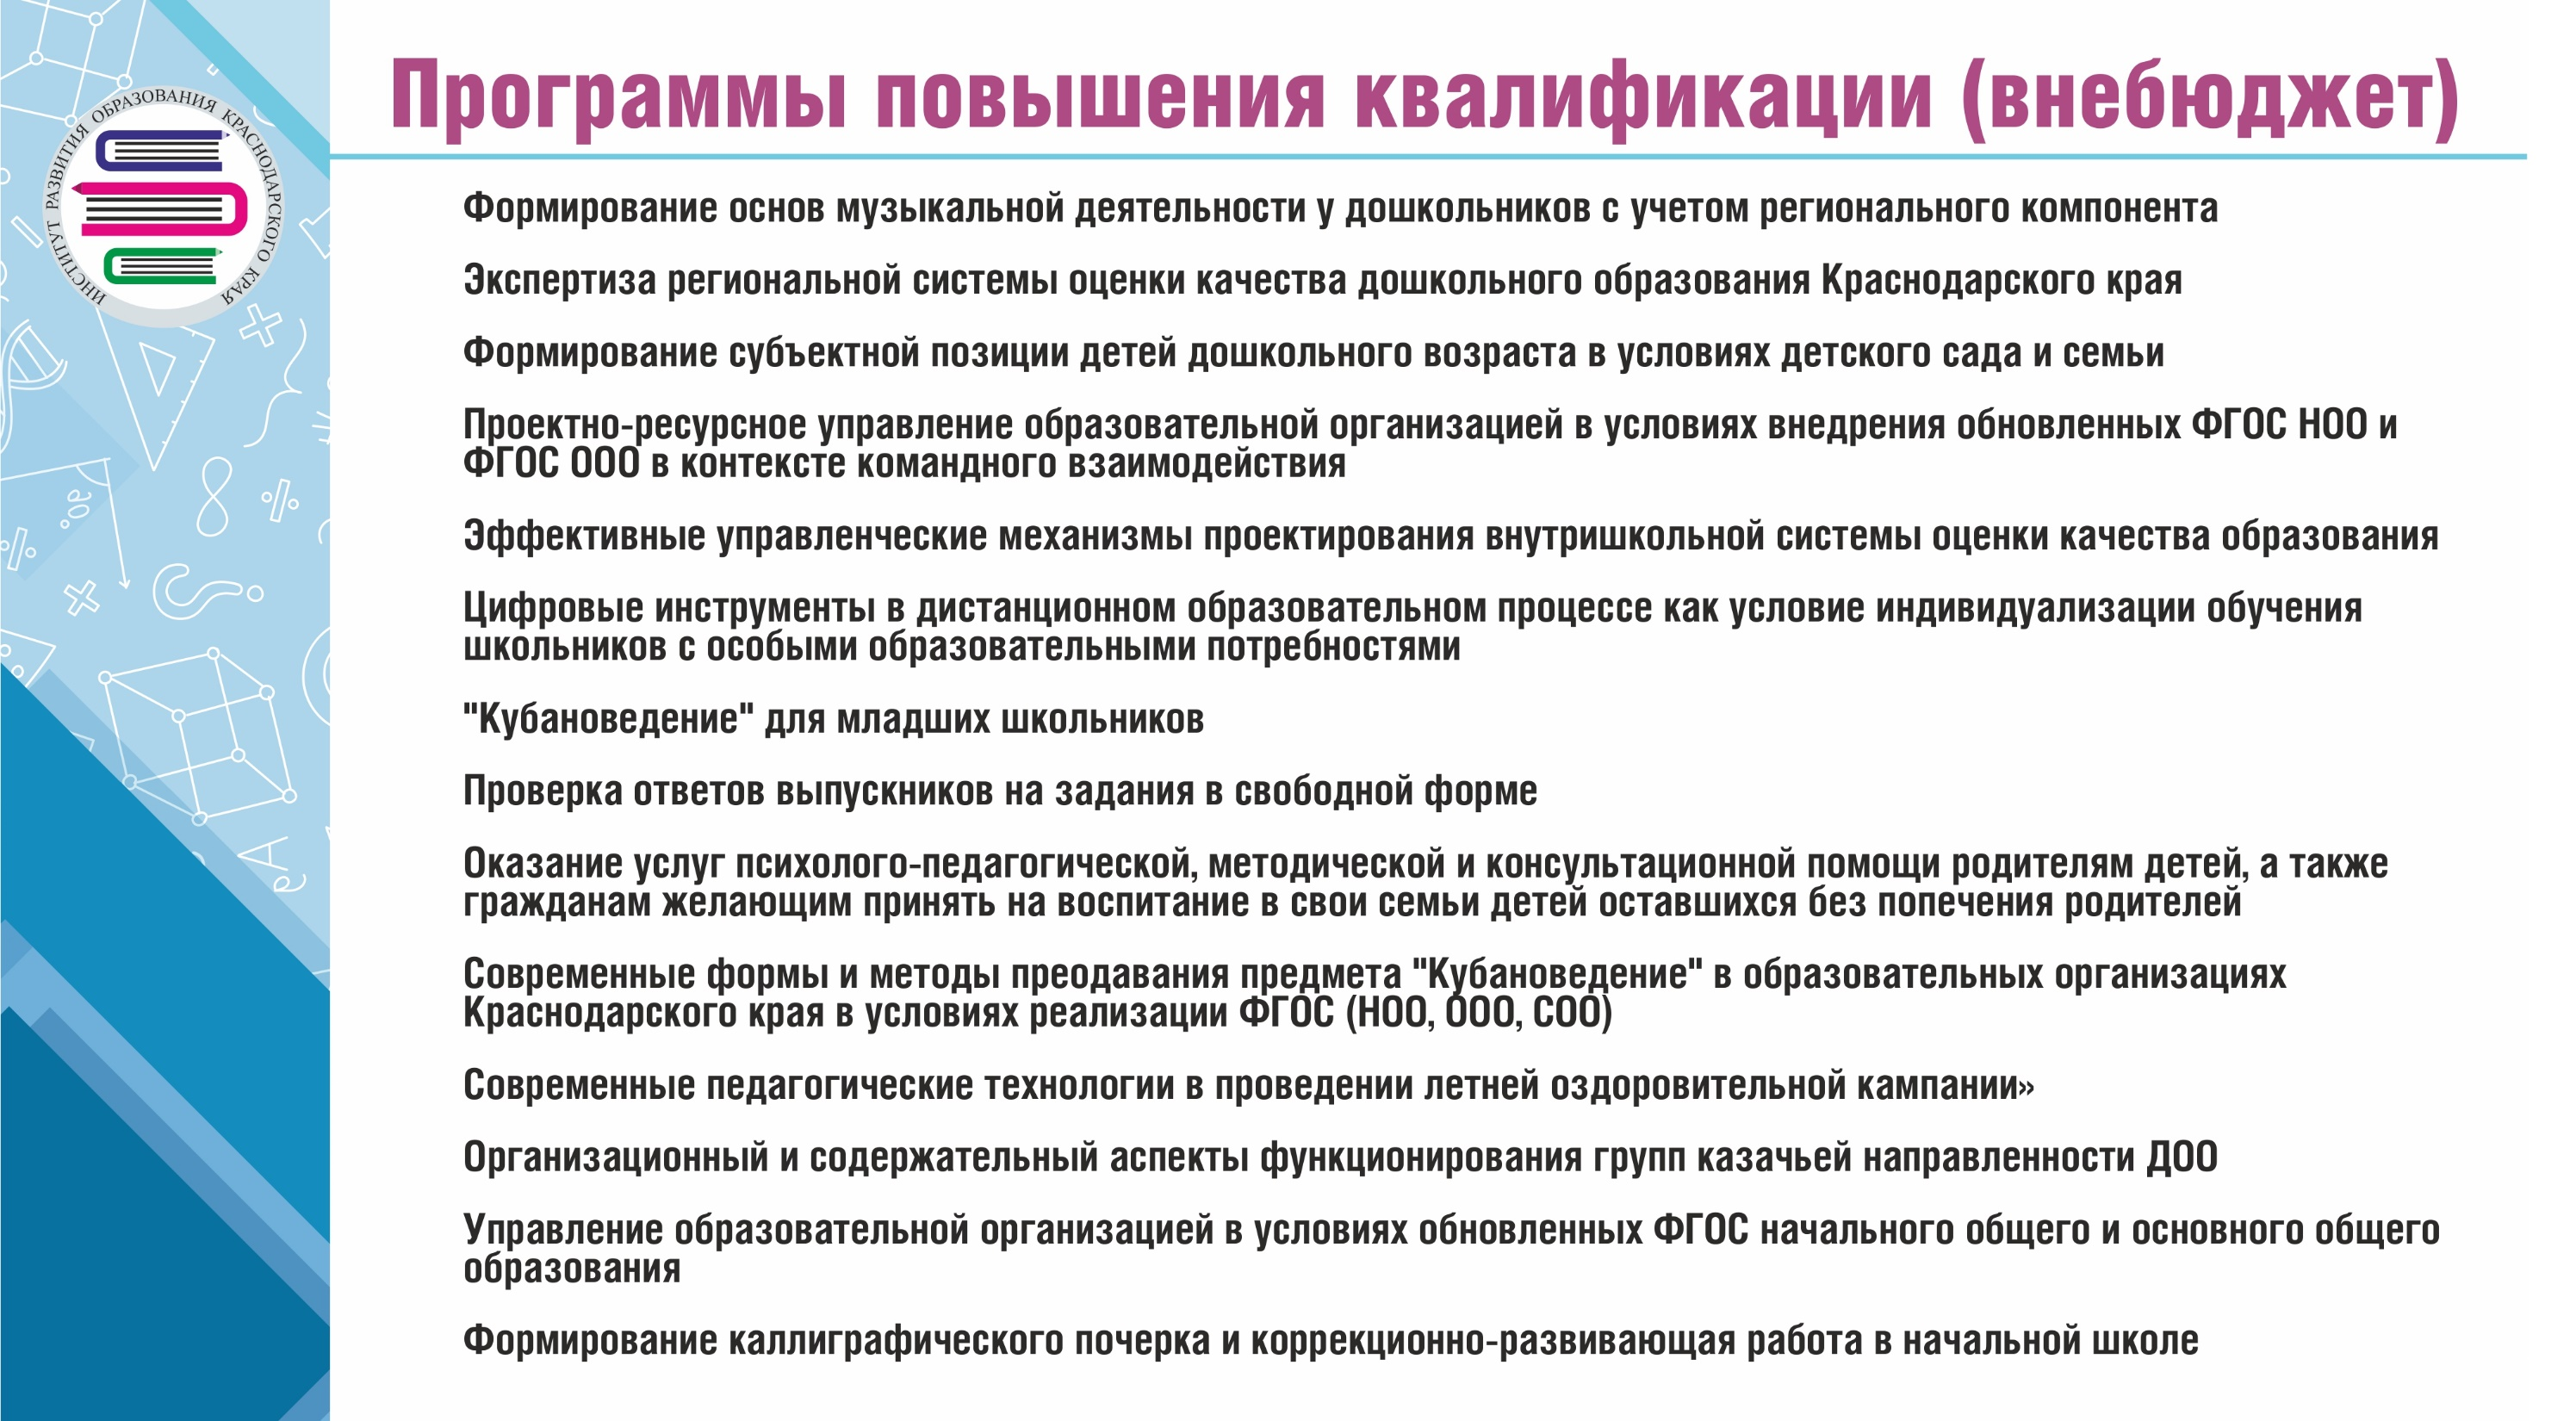 ИНСТИТУТ РАЗВИТИЯ ОБРАЗОВАНИЯ КРАСНОДАРСКОГО КРАЯ
Программы повышения квалификации (внебюджет)
Формирование основ музыкальной деятельности у дошкольников с учетом регионального компонента
Экспертиза региональной системы оценки качества дошкольного образования Краснодарского края
Формирование субъектной позиции детей дошкольного возраста в условиях детского сада и семьи
Проектно-ресурсное управление образовательной организацией в условиях внедрения обновленных ФГОС НОО и
ФГОС ООО в контексте командного взаимодействия
Эффективные управленческие механизмы проектирования внутришкольной системы оценки качества образования
Цифровые инструменты в дистанционном образовательном процессе как условие индивидуализации обучения
школьников с особыми образовательными потребностями
"Кубановедение" для младших школьников
Проверка ответов выпускников на задания в свободной форме
Оказание услуг психолого-педагогической, методической и консультационной помощи родителям детей, а также
гражданам желающим принять на воспитание в свои семьи детей оставшихся без попечения родителей
Современные формы и методы преодавания предмета "Кубановедение" в образовательных организациях
Краснодарского края в условиях реализации ФГОС (НОО, ООО, СОО)
Современные педагогические технологии в проведении летней оздоровительной кампании»
Организационный и содержательный аспекты функционирования групп казачьей направленности ДОО
Управление образовательной организацией в условиях обновленных ФГОС начального общего и основного общего
образования
Формирование каллиграфического почерка и коррекционно-развивающая работа в начальной школе